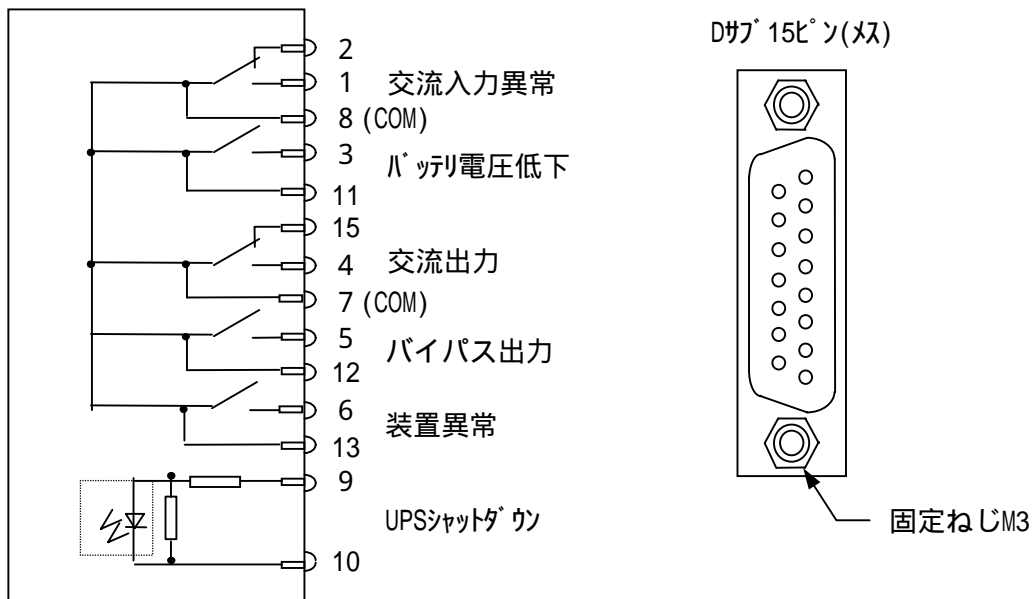 2
1 交流入力異常
8 (COM)
3
バッテリ電圧低下
11
15
4 交流出力
7 (COM)
5
バイパス出力
12
6
装置異常
13
9
UPSシャットダウン
10
Dサブ15ピン(メス)
固定ねじM3